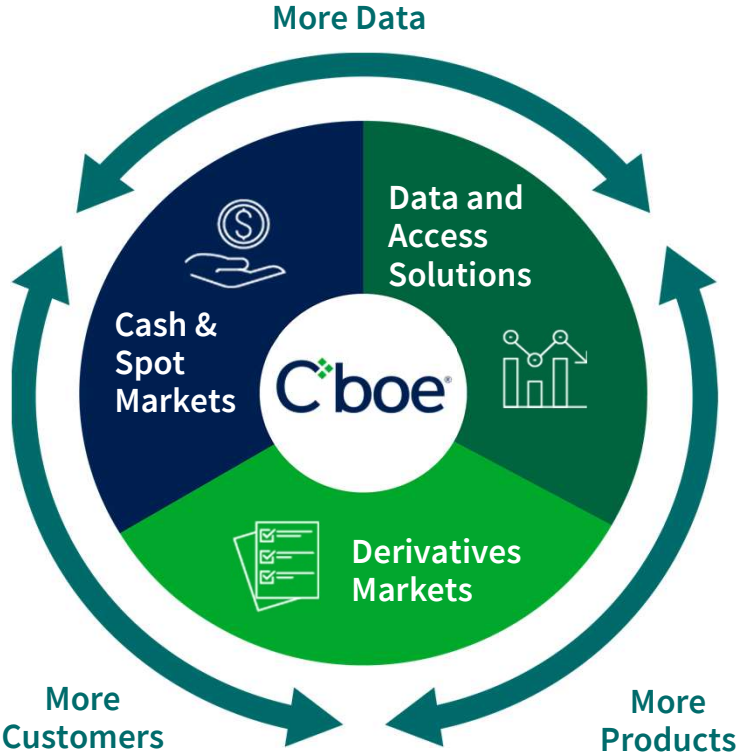 More Data
Data and
Access
Solutions
Cash &
Spot
Markets
Cboe®
Derivatives
Markets
More
Customers
More
Products